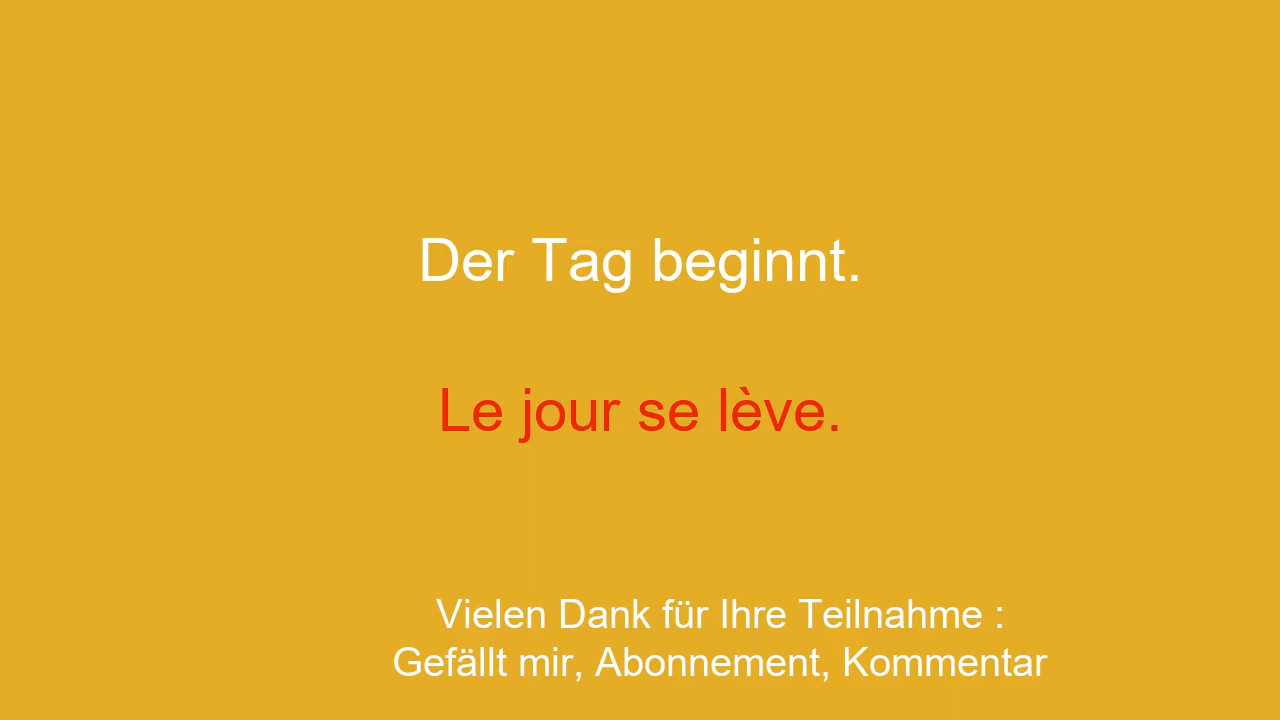 Der Tag beginnt.
Le jour se lève.
Vielen Dank für Ihre Teilnahme :
Gefällt mir, Abonnement, Kommentar